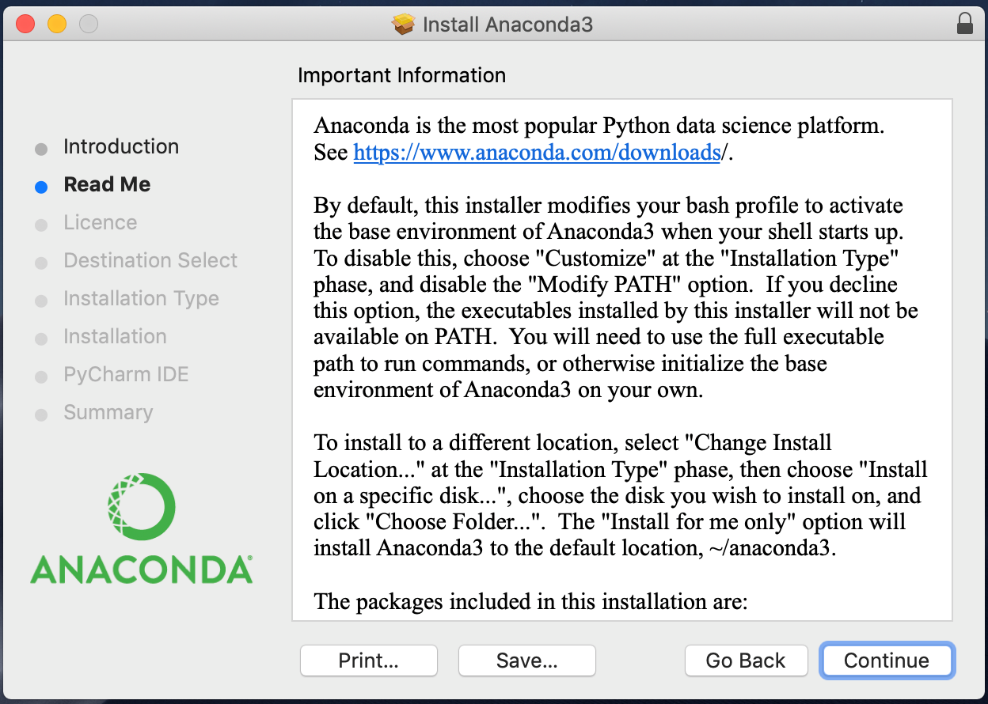 Install Anaconda3
Important Information
Introduction
Read Me
Licence
Destination Select
Installation Type
Installation
PyCharm IDE
Summary
ANACONDA®
Anaconda is the most popular Python data science platform.
See https://www.anaconda.com/downloads/.
By default, this installer modifies your bash profile to activate
the base environment of Anaconda3 when your shell starts up.
To disable this, choose "Customize" at the "Installation Type"
phase, and disable the "Modify PATH" option.  If you decline
this option, the executables installed by this installer will not be
available on PATH.  You will need to use the full executable
path to run commands, or otherwise initialize the base
environment of Anaconda3 on your own.
To install to a different location, select "Change Install
Location..." at the "Installation Type" phase, then choose "Install
on a specific disk...", choose the disk you wish to install on, and
click "Choose Folder...".  The "Install for me only" option will
install Anaconda3 to the default location, ~/anaconda3.
The packages included in this installation are:
Print...
Save...
Go Back
Continue